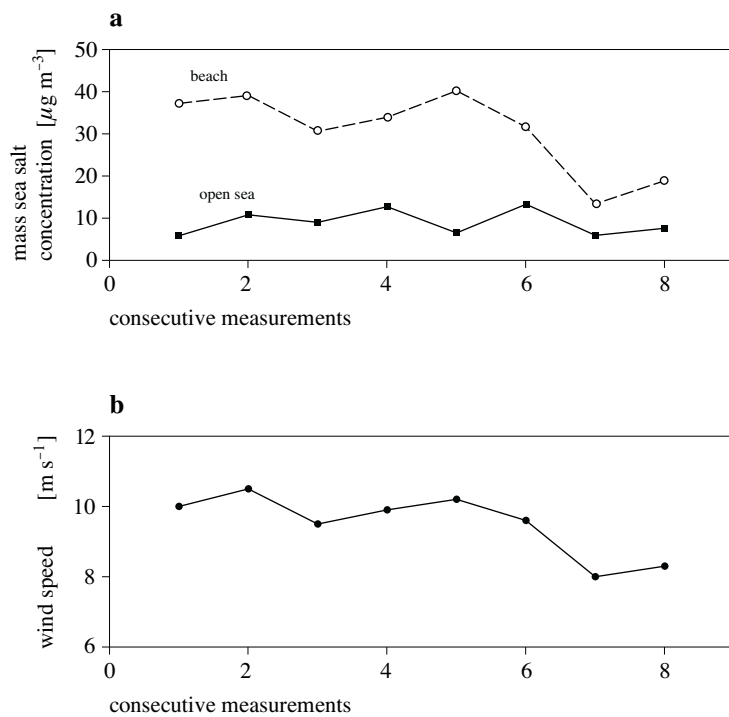 a
mass sea salt
concentration [µg m⁻³]
50
40
30
20
10
0
beach
open sea
0 2 4 6 8
consecutive measurements
b
wind speed [m s⁻¹]
12
10
8
6
0 2 4 6 8
consecutive measurements